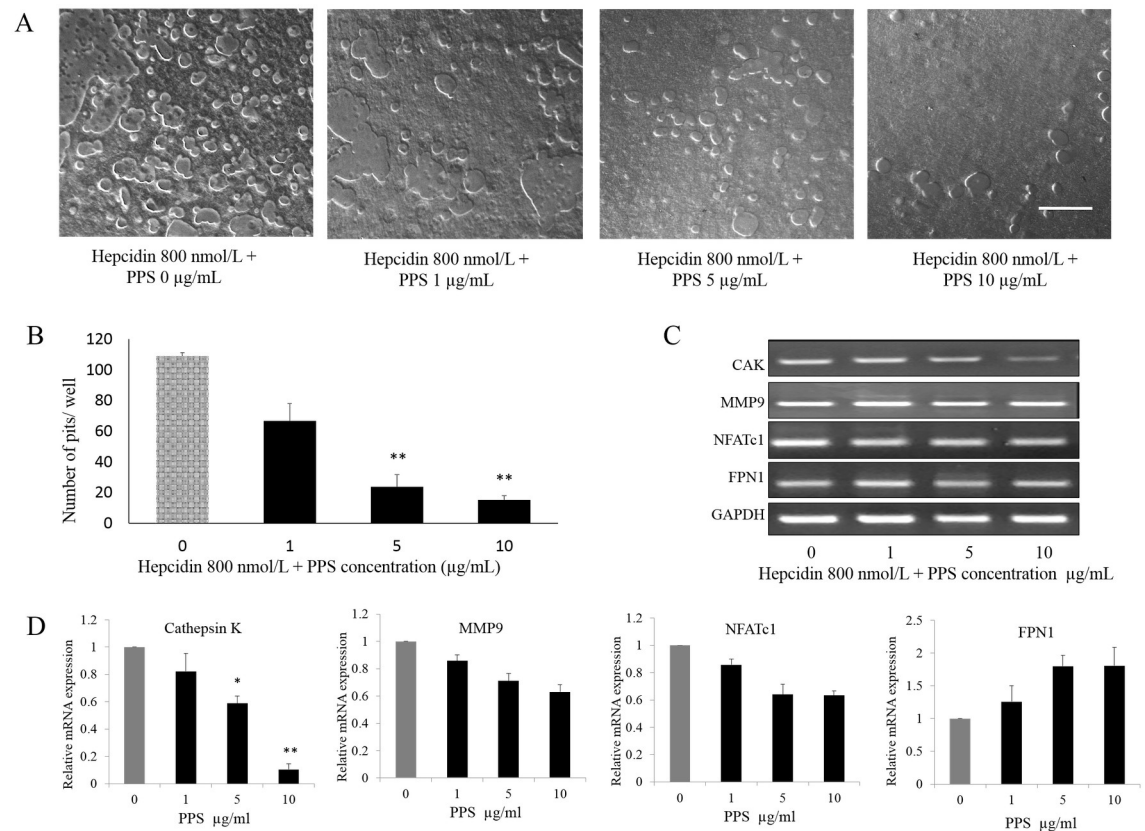 A
Hepcidin 800 nmol/L +
PPS 0 µg/mL
Hepcidin 800 nmol/L +
PPS 1 µg/mL
Hepcidin 800 nmol/L +
PPS 5 µg/mL
Hepcidin 800 nmol/L +
PPS 10 µg/mL
B
Number of pits/ well
120
100
80
60
40
20
0
**
**
0 1 5 10
Hepcidin 800 nmol/L + PPS concentration (µg/mL)
C
CAK
MMP9
NFATc1
FPN1
GAPDH
0 1 5 10
Hepcidin 800 nmol/L + PPS concentration µg/mL
D
Cathepsin K
Relative mRNA expression
1.2
1
0.8
0.6
0.4
0.2
0
*
**
0 1 5 10
PPS µg/ml
MMP9
Relative mRNA expression
1.2
1
0.8
0.6
0.4
0.2
0
0 1 5 10
PPS µg/ml
NFATc1
Relative mRNA expression
1.2
1
0.8
0.6
0.4
0.2
0
0 1 5 10
PPS µg/ml
FPN1
Relative mRNA expression
2.5
2
1.5
1
0.5
0
0 1 5 10
PPS µg/ml